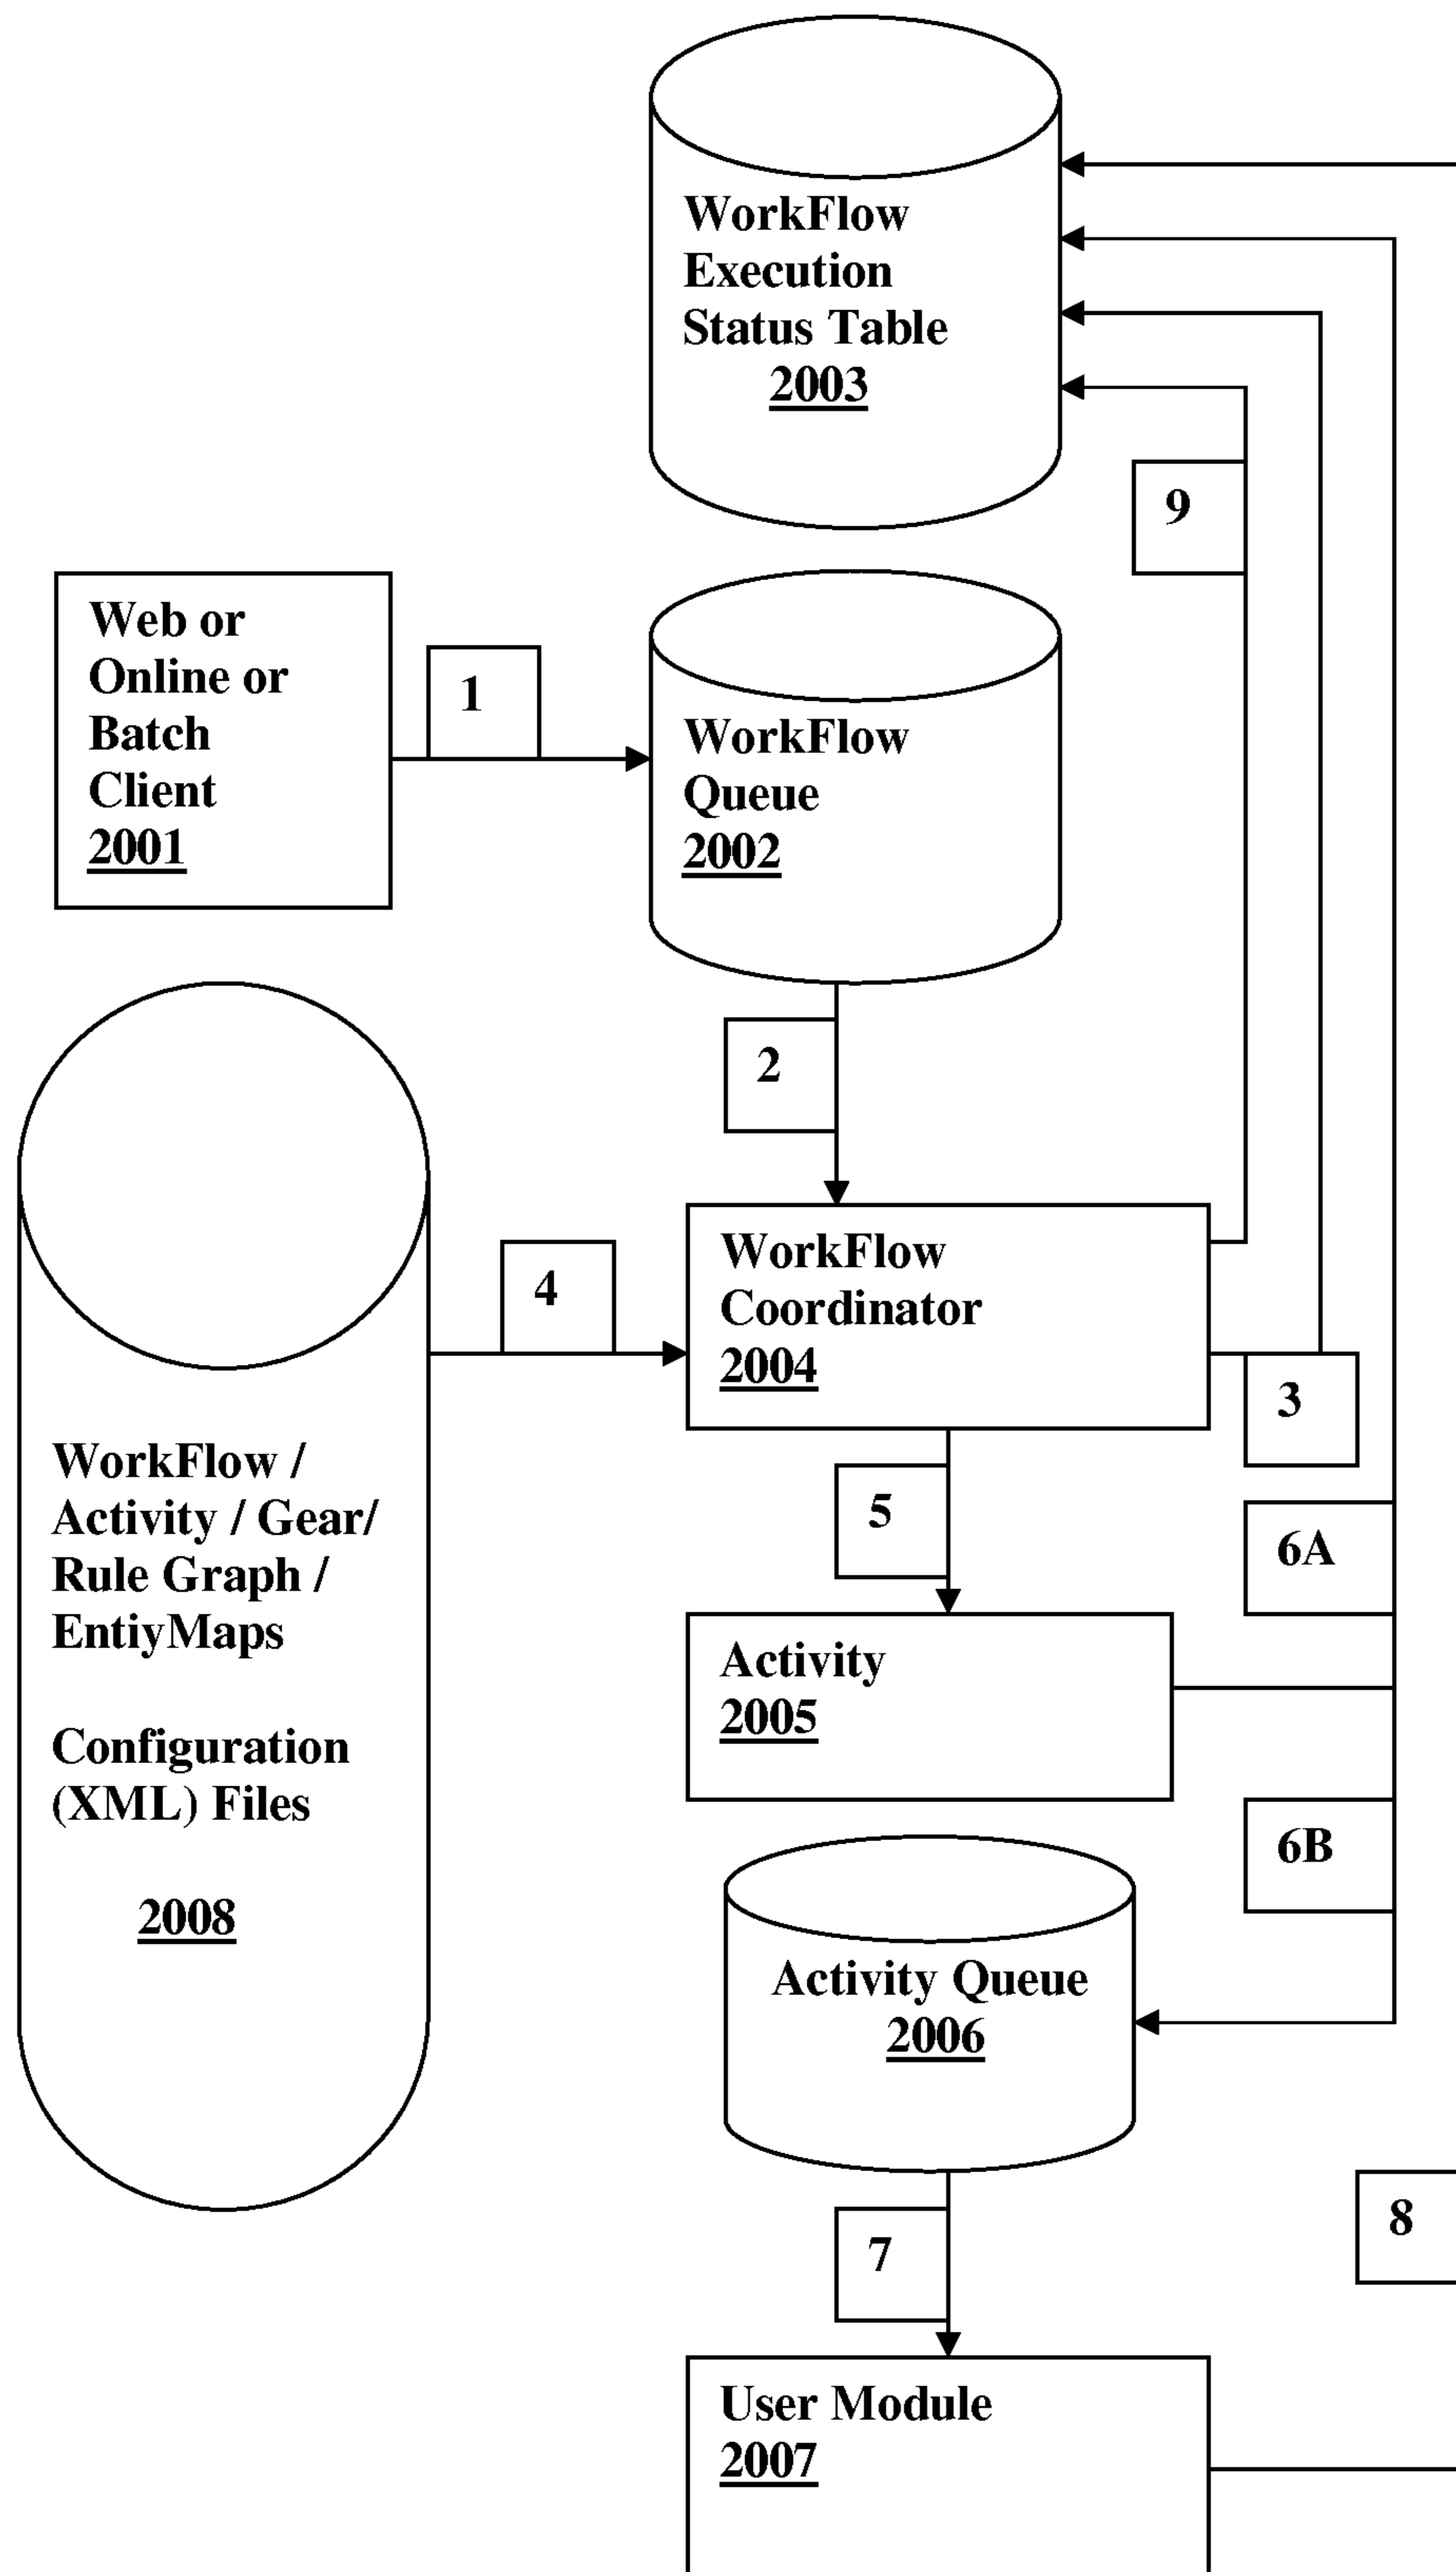 WorkFlow
Execution
Status Table
2003
9
Web or
Online or
Batch
Client
2001
1
WorkFlow
Queue
2002
2
WorkFlow
Coordinator
2004
4
3
WorkFlow /
Activity / Gear/
Rule Graph /
EntiyMaps
Configuration
(XML) Files
2008
5
6A
Activity
2005
6B
Activity Queue
2006
7
8
User Module
2007